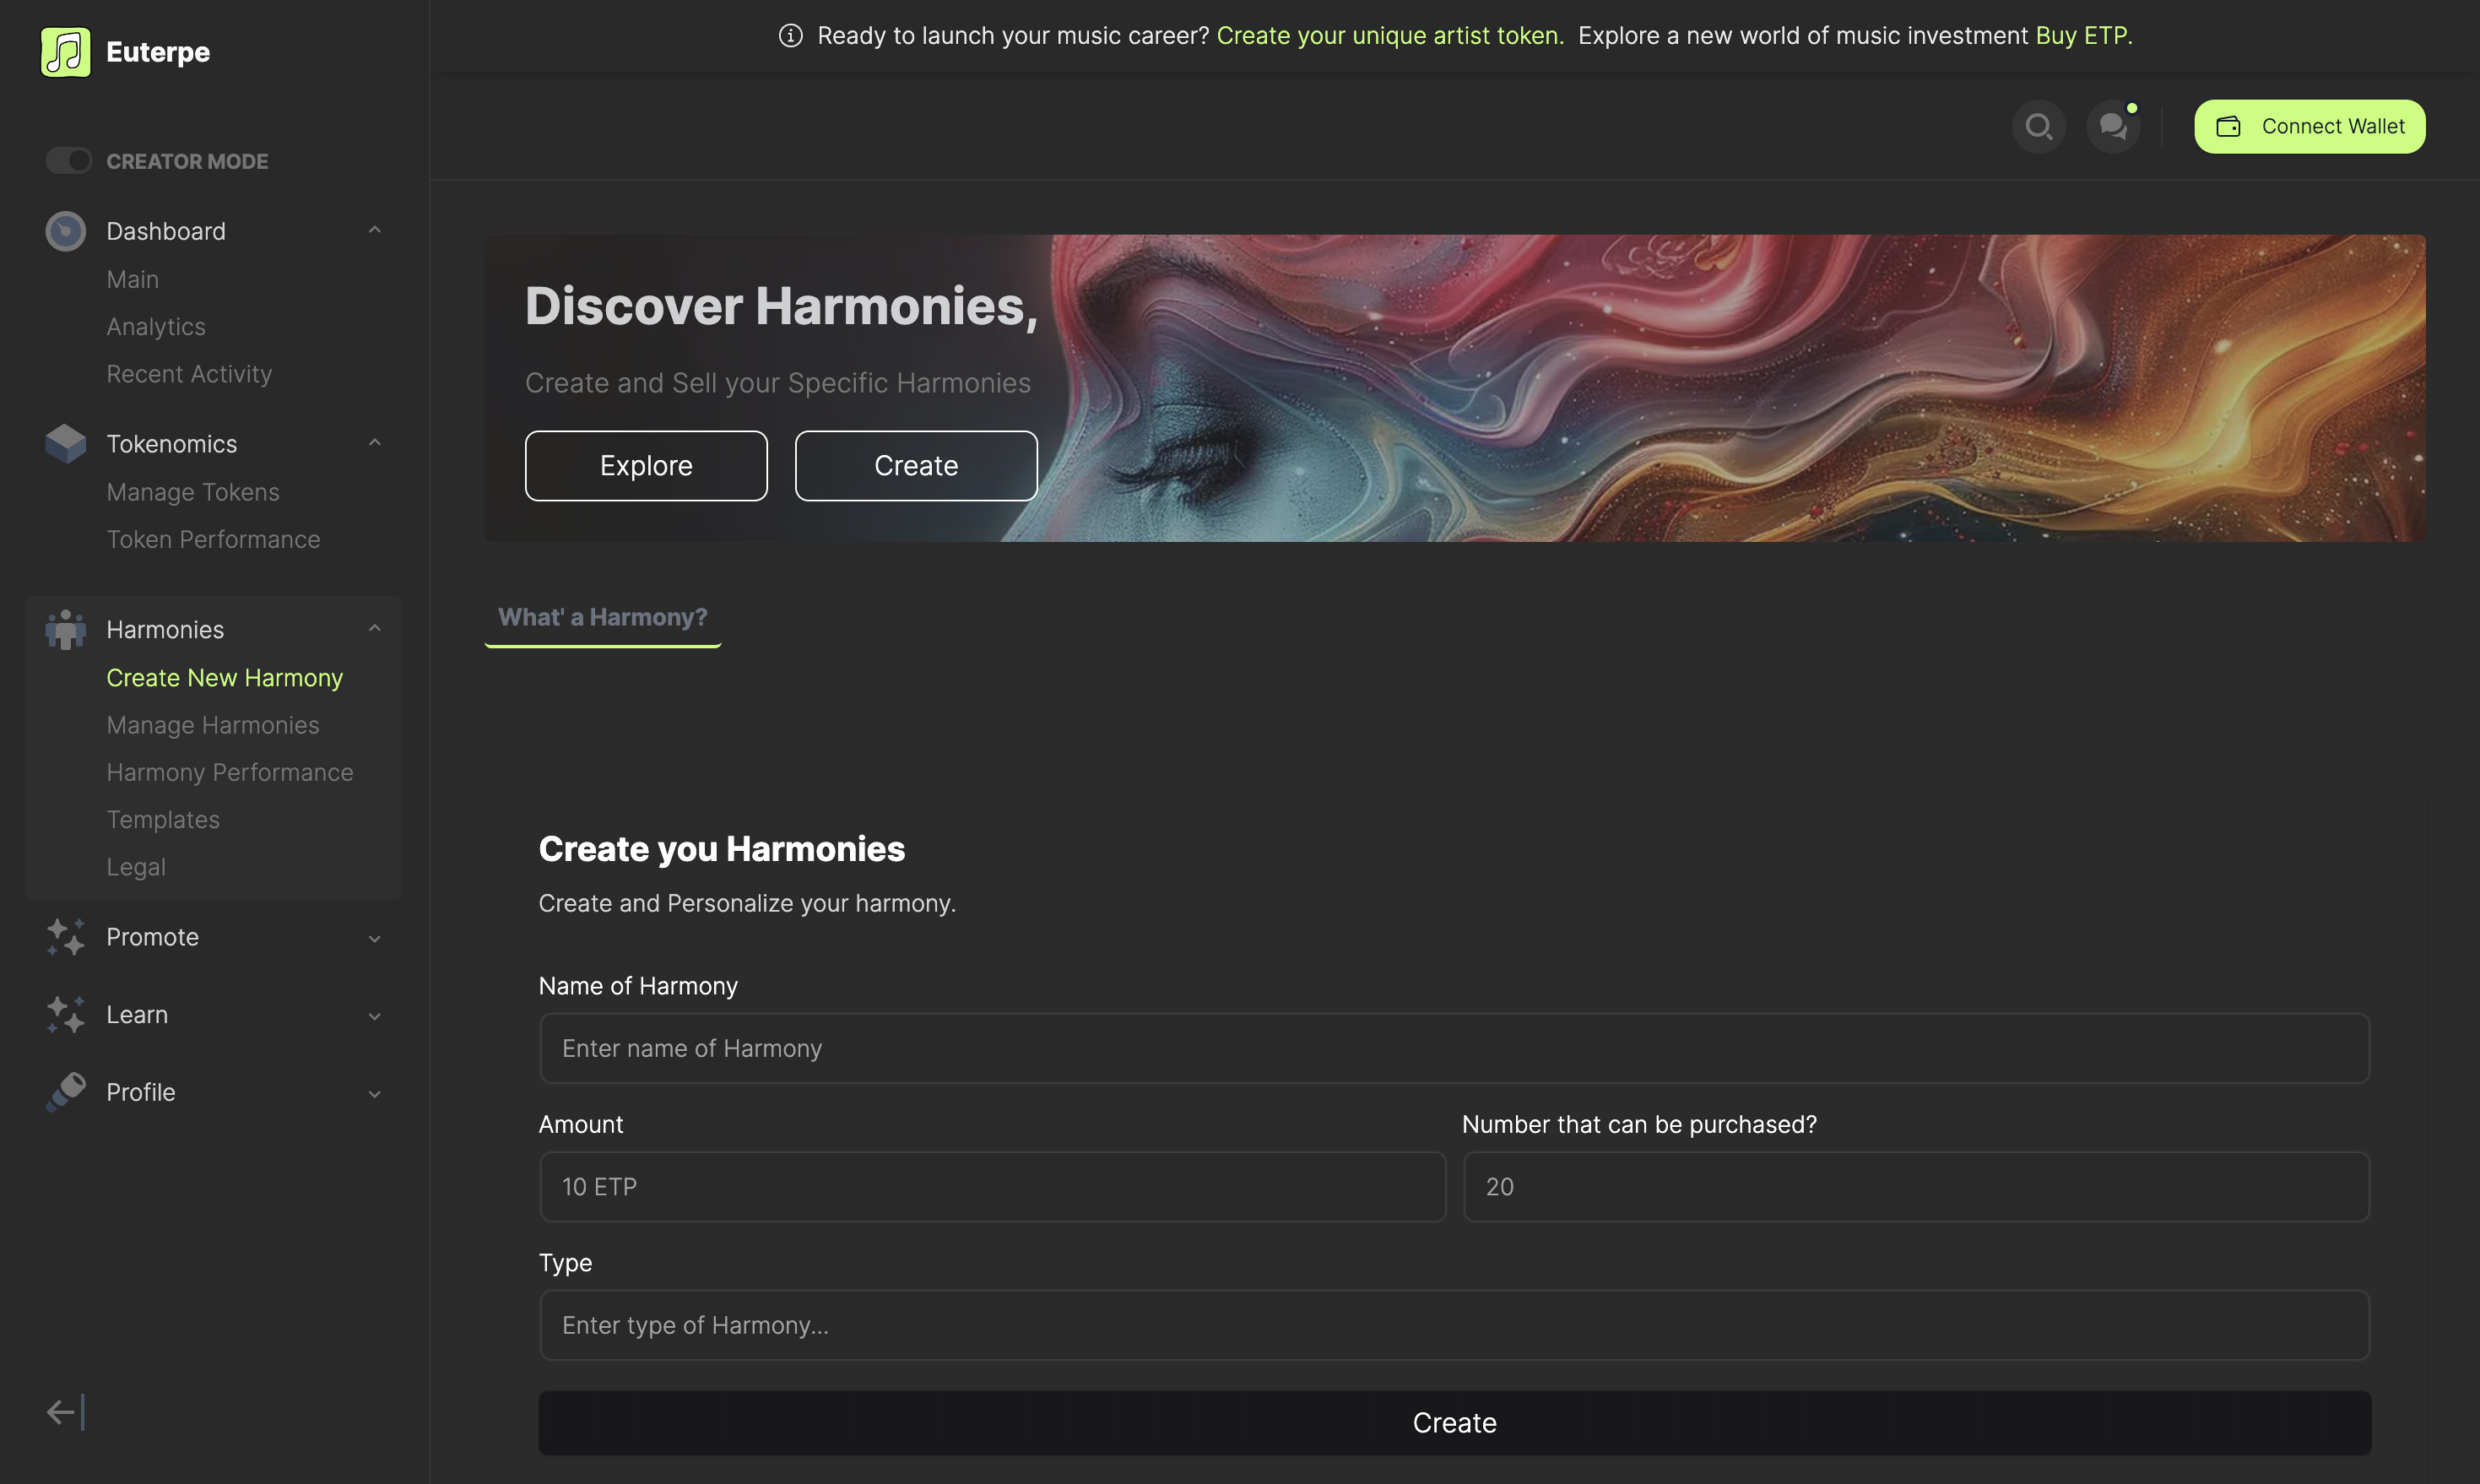 Euterpe
Ready to launch your music career? Create your unique artist token. Explore a new world of music investment Buy ETP.
Connect Wallet
CREATOR MODE
Dashboard
Main
Analytics
Recent Activity
Tokenomics
Manage Tokens
Token Performance
Harmonies
Create New Harmony
Manage Harmonies
Harmony Performance
Templates
Legal
Promote
Learn
Profile
Discover Harmonies,
Create and Sell your Specific Harmonies
Explore
Create
What' a Harmony?
Create you Harmonies
Create and Personalize your harmony.
Name of Harmony
Enter name of Harmony
Amount
Number that can be purchased?
10 ETP
20
Type
Enter type of Harmony...
Create